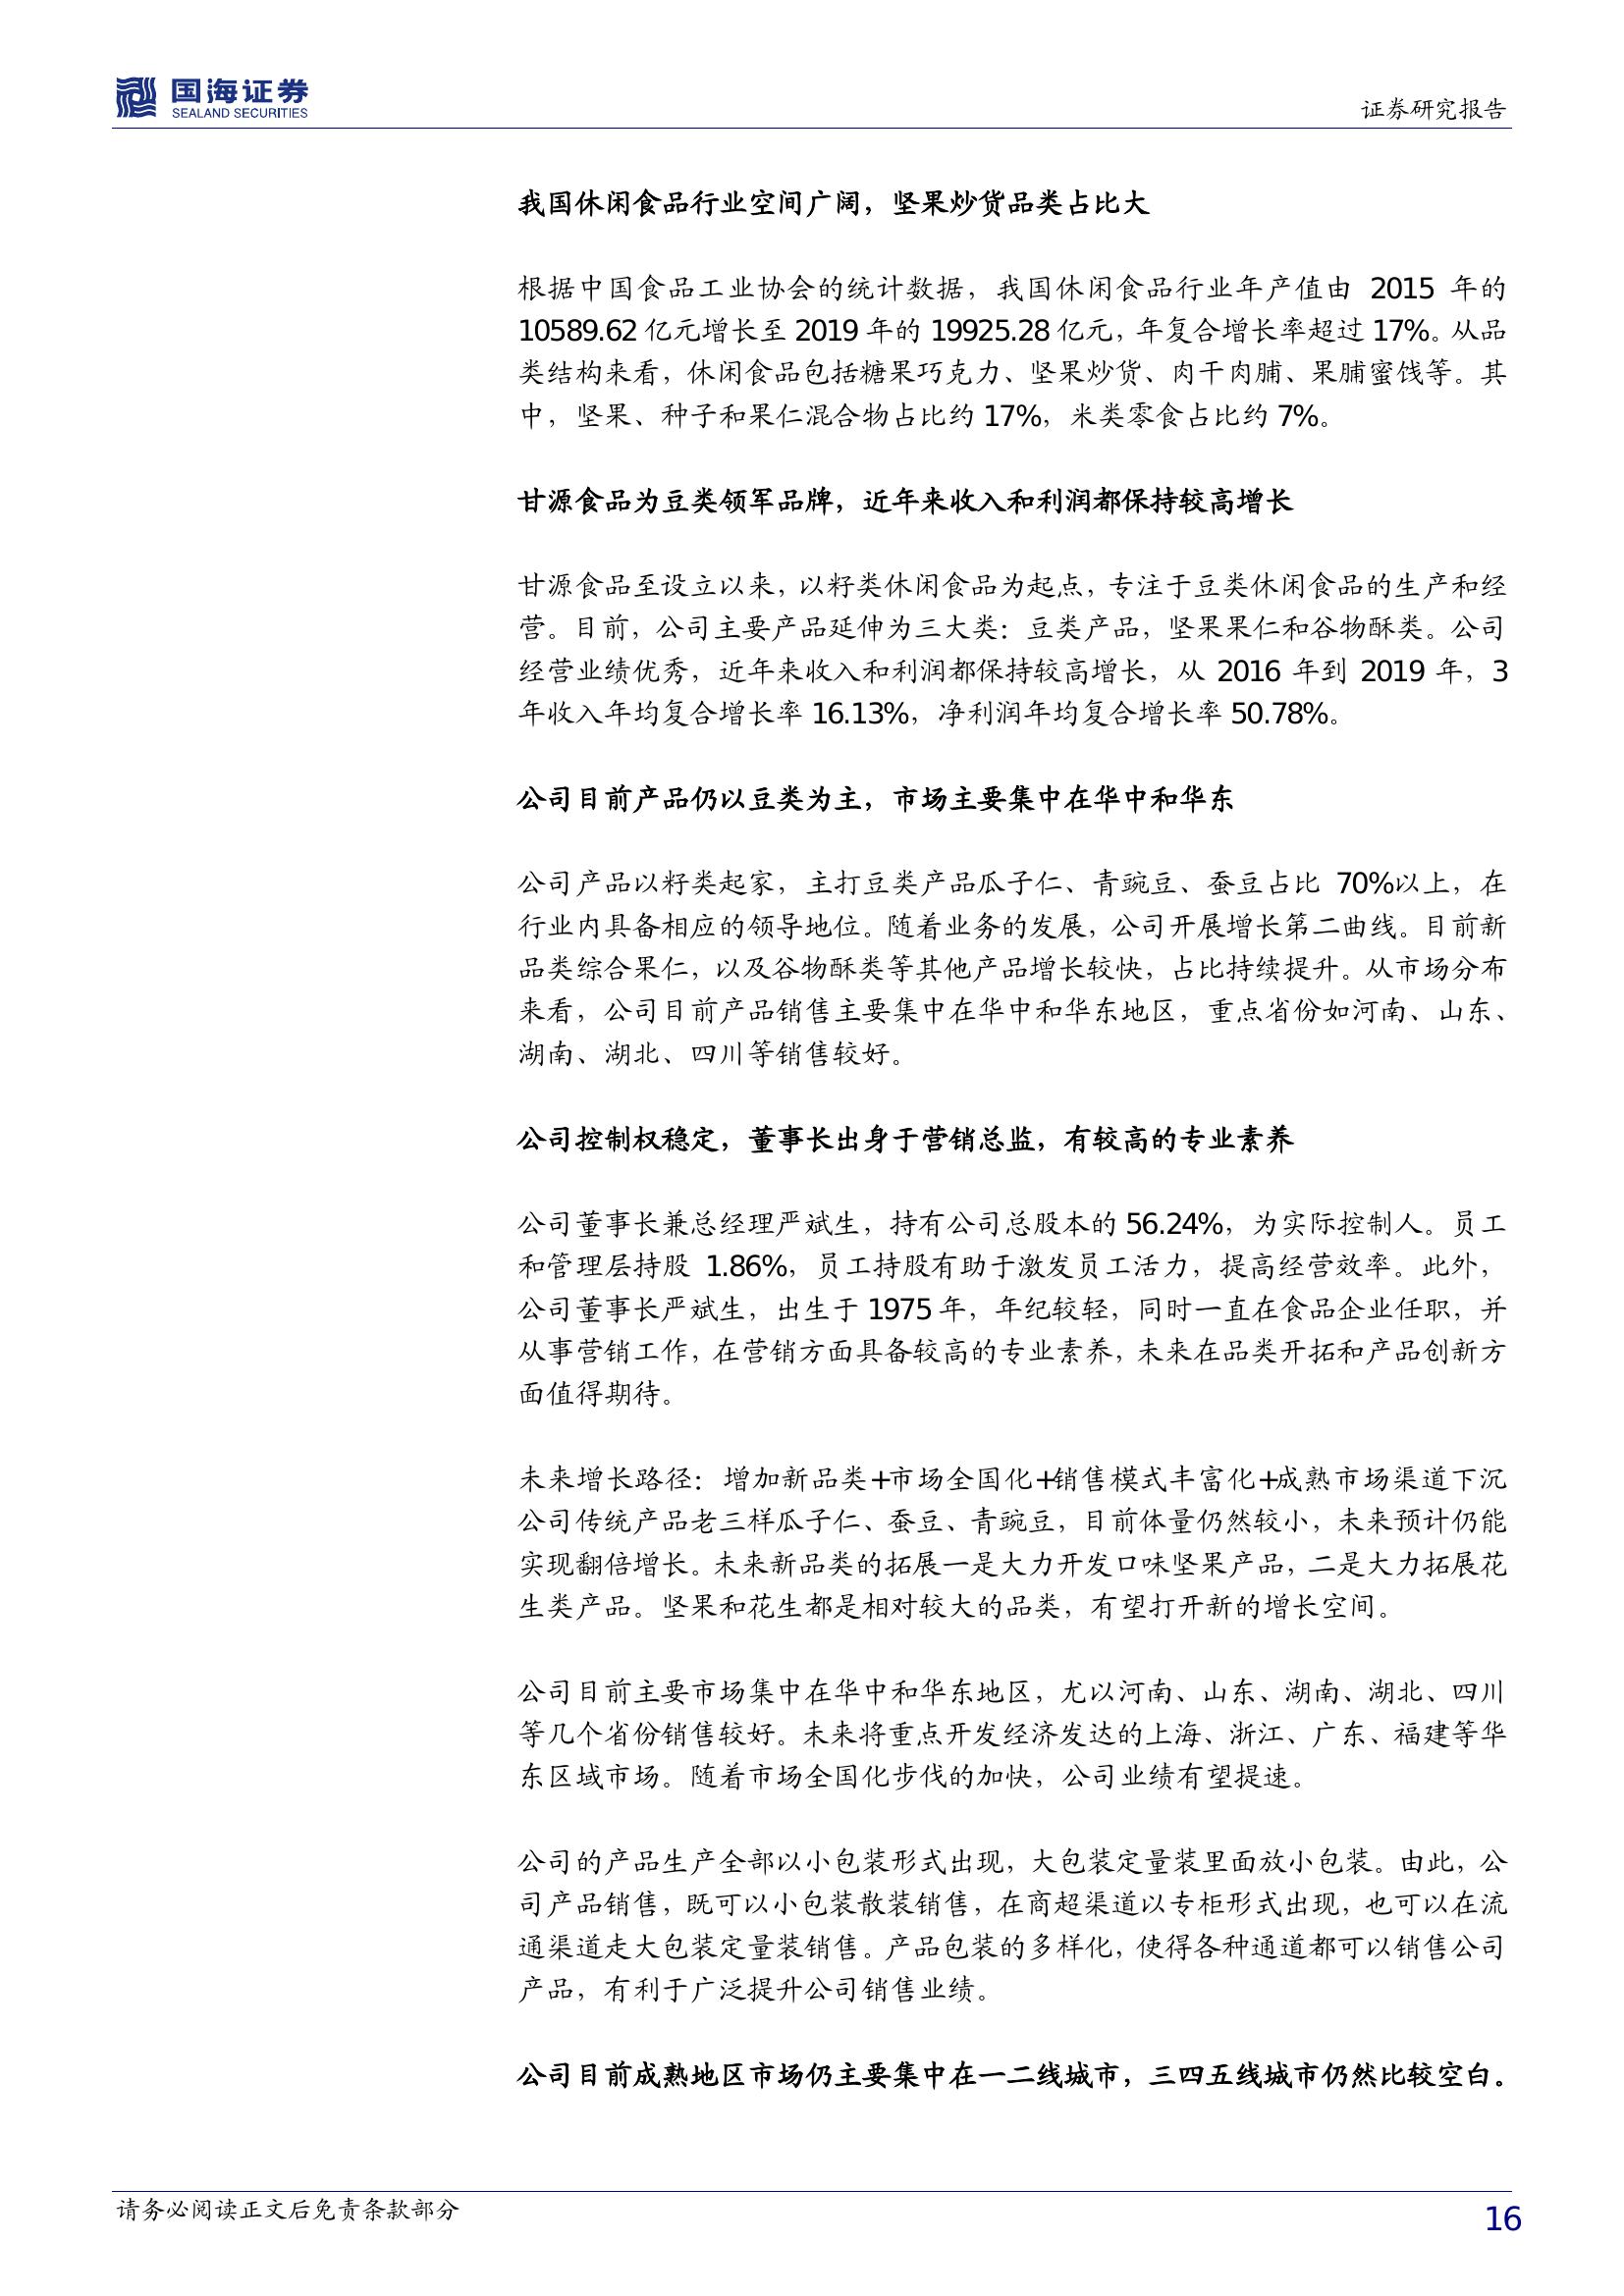 国海证券
SEALAND SECURITIES
证券研究报告
我国休闲食品行业空间广阔，坚果炒货品类占比大
根据中国食品工业协会的统计数据，我国休闲食品行业年产值由 2015 年的
10589.62 亿元增长至 2019 年的 19925.28 亿元，年复合增长率超过 17%。从品
类结构来看，休闲食品包括糖果巧克力、坚果炒货、肉干肉脯、果脯蜜饯等。其
中，坚果、种子和果仁混合物占比约 17%，米类零食占比约 7%。
甘源食品为豆类领军品牌，近年来收入和利润都保持较高增长
甘源食品至设立以来，以籽类休闲食品为起点，专注于豆类休闲食品的生产和经
营。目前，公司主要产品延伸为三大类：豆类产品，坚果果仁和谷物酥类。公司
经营业绩优秀，近年来收入和利润都保持较高增长，从 2016 年到 2019 年，3
年收入年均复合增长率 16.13%，净利润年均复合增长率 50.78%。
公司目前产品仍以豆类为主，市场主要集中在华中和华东
公司产品以籽类起家，主打豆类产品瓜子仁、青豌豆、蚕豆占比 70%以上，在
行业内具备相应的领导地位。随着业务的发展，公司开展增长第二曲线。目前新
品类综合果仁，以及谷物酥类等其他产品增长较快，占比持续提升。从市场分布
来看，公司目前产品销售主要集中在华中和华东地区，重点省份如河南、山东、
湖南、湖北、四川等销售较好。
公司控制权稳定，董事长出身于营销总监，有较高的专业素养
公司董事长兼总经理严斌生，持有公司总股本的 56.24%，为实际控制人。员工
和管理层持股 1.86%，员工持股有助于激发员工活力，提高经营效率。此外，
公司董事长严斌生，出生于 1975 年，年纪较轻，同时一直在食品企业任职，并
从事营销工作，在营销方面具备较高的专业素养，未来在品类开拓和产品创新方
面值得期待。
未来增长路径：增加新品类+市场全国化+销售模式丰富化+成熟市场渠道下沉
公司传统产品老三样瓜子仁、蚕豆、青豌豆，目前体量仍然较小，未来预计仍能
实现翻倍增长。未来新品类的拓展一是大力开发口味坚果产品，二是大力拓展花
生类产品。坚果和花生都是相对较大的品类，有望打开新的增长空间。
公司目前主要市场集中在华中和华东地区，尤以河南、山东、湖南、湖北、四川
等几个省份销售较好。未来将重点开发经济发达的上海、浙江、广东、福建等华
东区域市场。随着市场全国化步伐的加快，公司业绩有望提速。
公司的产品生产全部以小包装形式出现，大包装定量装里面放小包装。由此，公
司产品销售，既可以小包装散装销售，在商超渠道以专柜形式出现，也可以在流
通渠道走大包装定量装销售。产品包装的多样化，使得各种通道都可以销售公司
产品，有利于广泛提升公司销售业绩。
公司目前成熟地区市场仍主要集中在一二线城市，三四五线城市仍然比较空白。
请务必阅读正文后免责条款部分
16